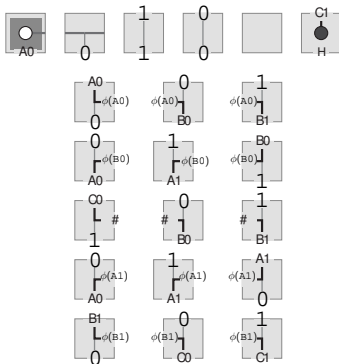 1 0 C1
A0 0 1 0 H
A0 0 1
ϕ(A0) ϕ(A0) ϕ(A0)
0 B0 B1
0 1 B0
ϕ(B0) ϕ(B0) ϕ(B0)
A0 A1 1
C0 0 1
# # #
1 B0 B1
0 1 A1
ϕ(A1) ϕ(A1) ϕ(A1)
A0 A1 0
B1 0 1
ϕ(B1) ϕ(B1) ϕ(B1)
0 C0 C1